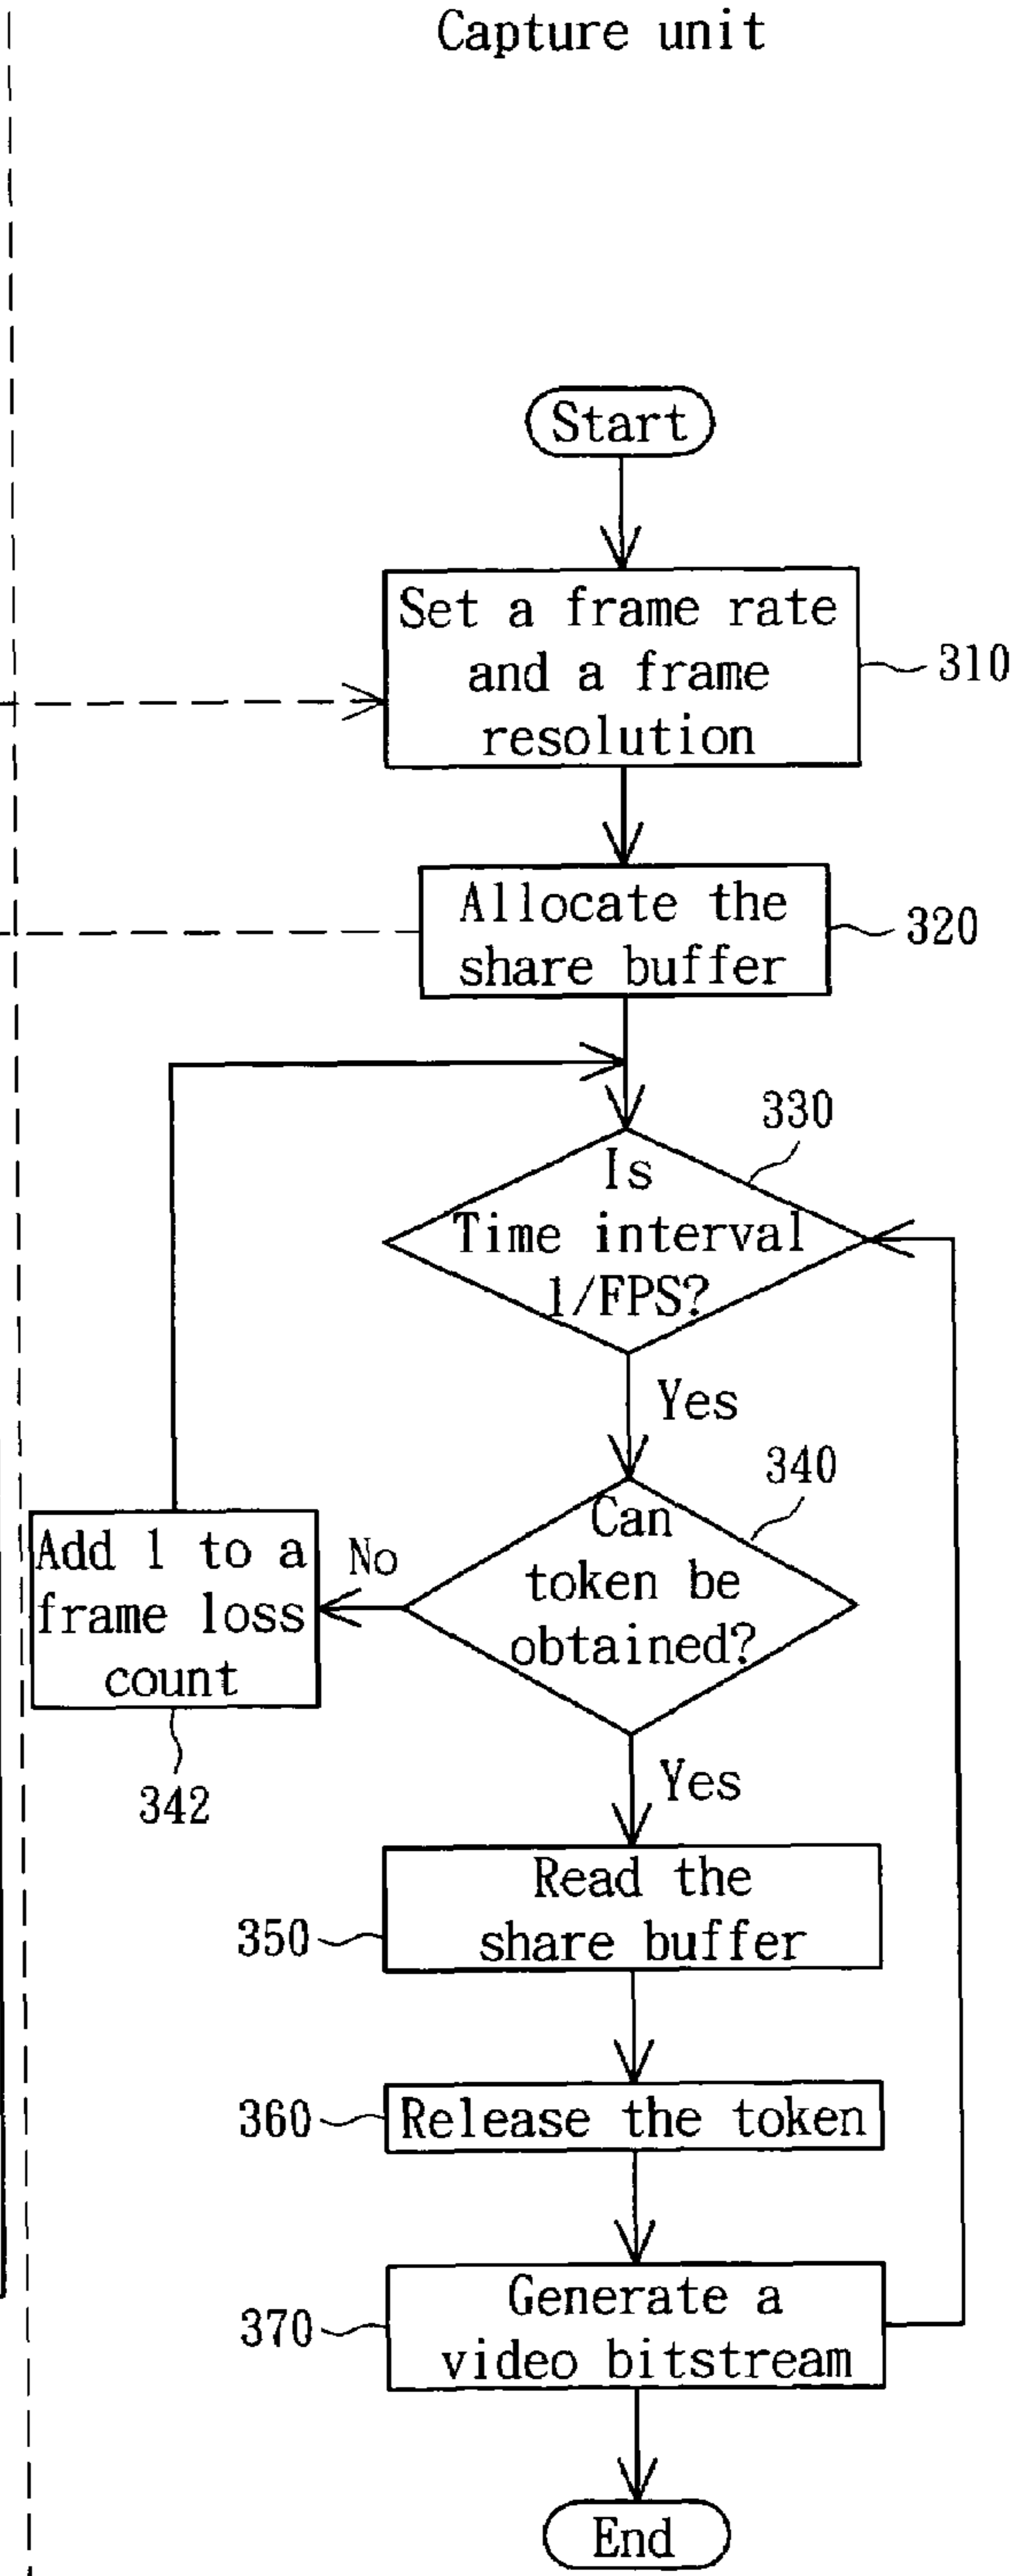 Capture unit
Start
Set a frame rate
and a frame
resolution
310
Allocate the
share buffer
320
330
Is
Time interval
1/FPS?
Yes
340
Can
token be
obtained?
No
Add 1 to a
frame loss
count
342
Yes
Read the
share buffer
350
360
Release the token
Generate a
video bitstream
370
End